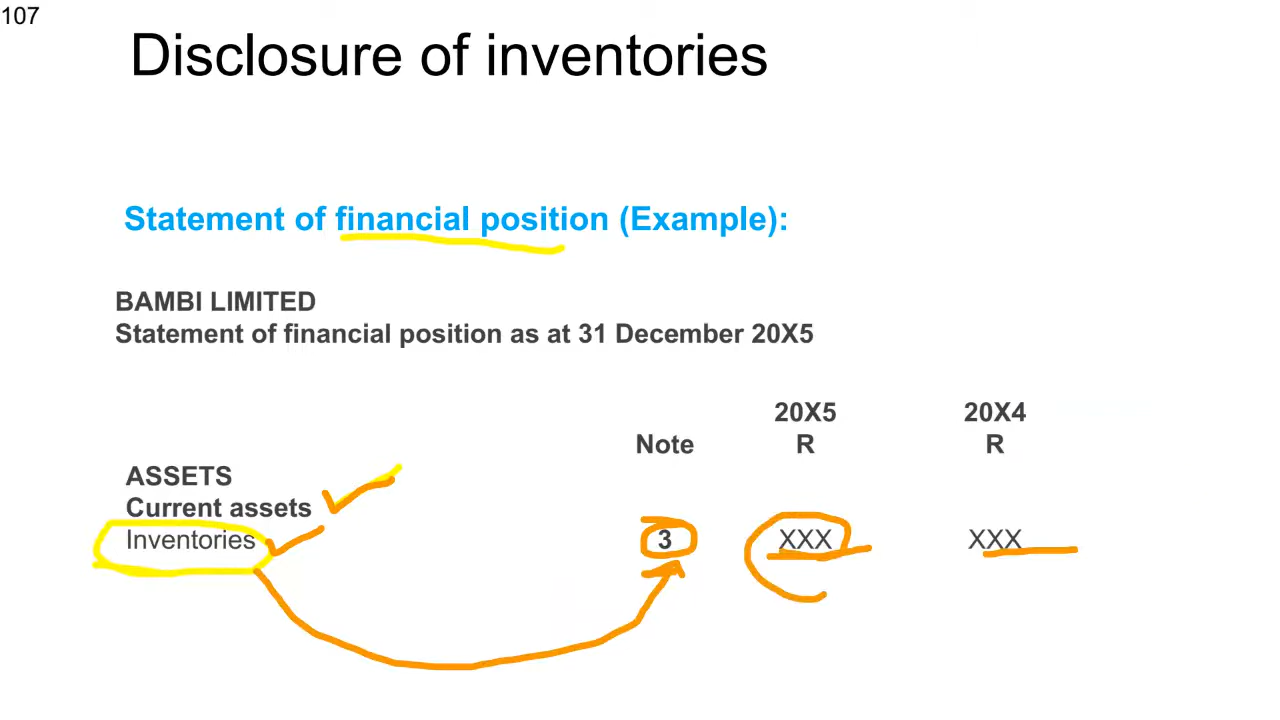 107
Disclosure of inventories
Statement of financial position (Example):
BAMBI LIMITED
Statement of financial position as at 31 December 20X5
20X5 20X4
Note R R
ASSETS
Current assets
Inventories 3 XXX XXX